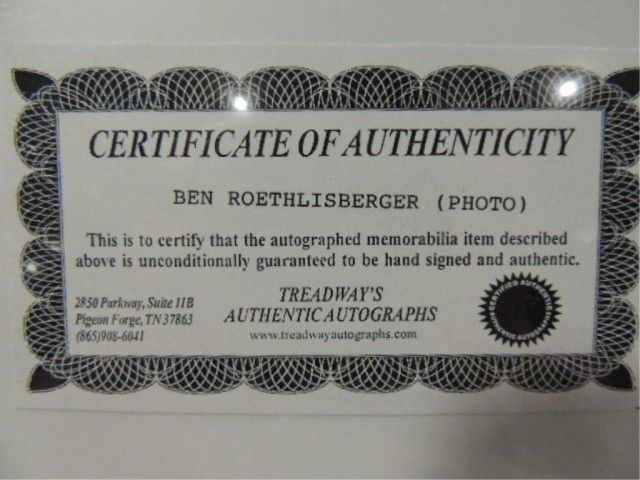 CERTIFICATE OF AUTHENTICITY
BEN ROETHLISBERGER (PHOTO)
This is to certify that the autographed memorabilia item described
above is unconditionally guaranteed to be hand signed and authentic.
2850 Parkway, Suite 11B
Pigeon Forge, TN 37863
(865)908-6041
TREADWAY'S
AUTHENTIC AUTOGRAPHS
www.treadwayautographs.com
CERTIFIED